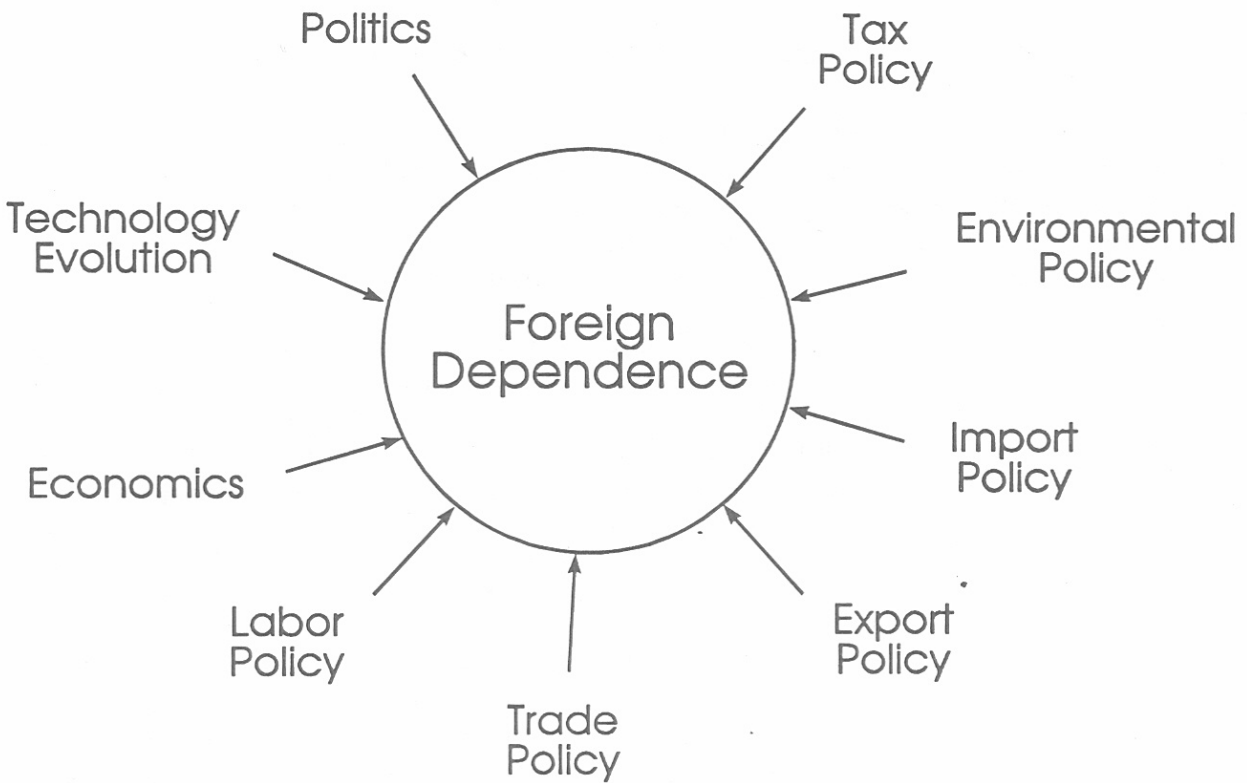 Politics
Tax
Policy
Technology
Evolution
Environmental
Policy
Foreign
Dependence
Import
Policy
Economics
Labor
Policy
Export
Policy
Trade
Policy